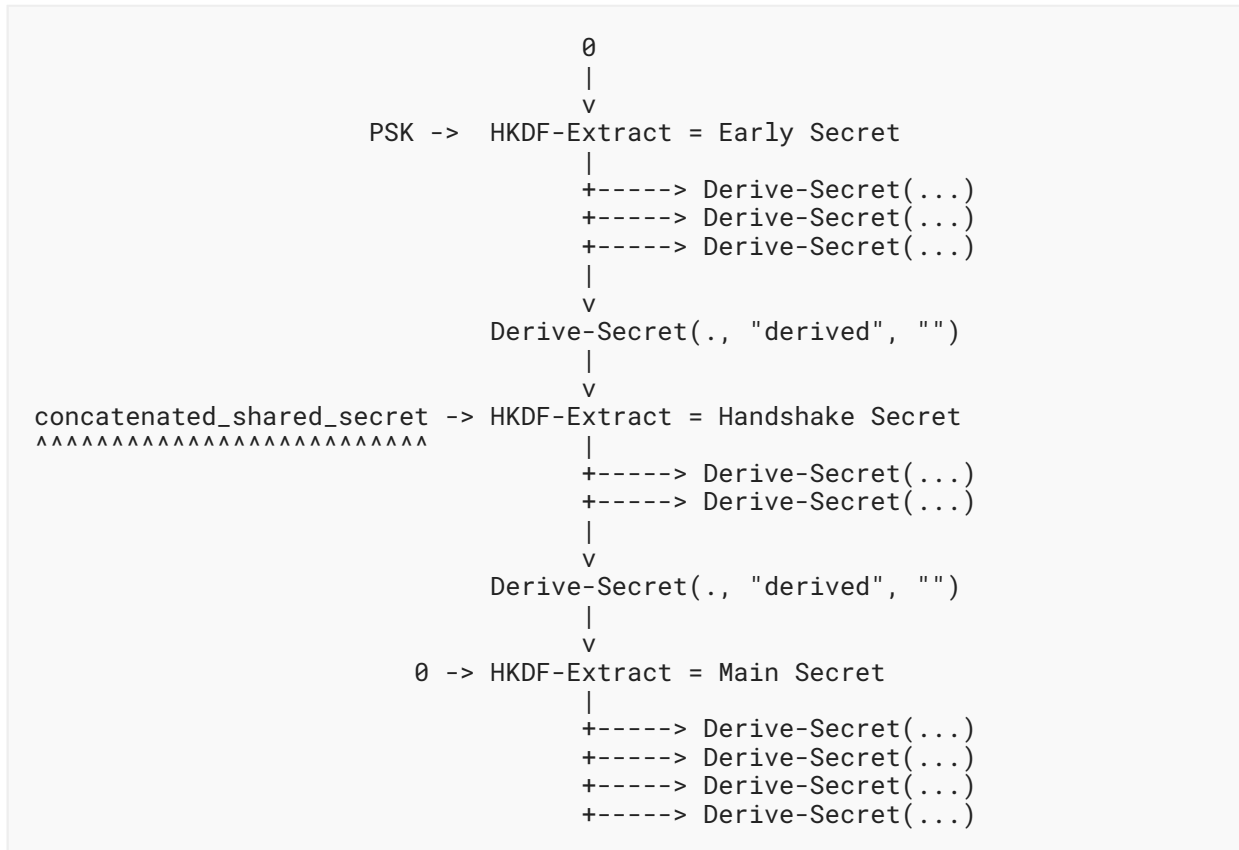 0
|
v
PSK -> HKDF-Extract = Early Secret
|
+-----> Derive-Secret(...)
+-----> Derive-Secret(...)
+-----> Derive-Secret(...)
|
v
Derive-Secret(., "derived", "")
|
v
concatenated_shared_secret -> HKDF-Extract = Handshake Secret
^^^^^^^^^^^^^^^^^^^^^^^^^^ |
+-----> Derive-Secret(...)
+-----> Derive-Secret(...)
|
v
Derive-Secret(., "derived", "")
|
v
0 -> HKDF-Extract = Main Secret
|
+-----> Derive-Secret(...)
+-----> Derive-Secret(...)
+-----> Derive-Secret(...)
+-----> Derive-Secret(...)